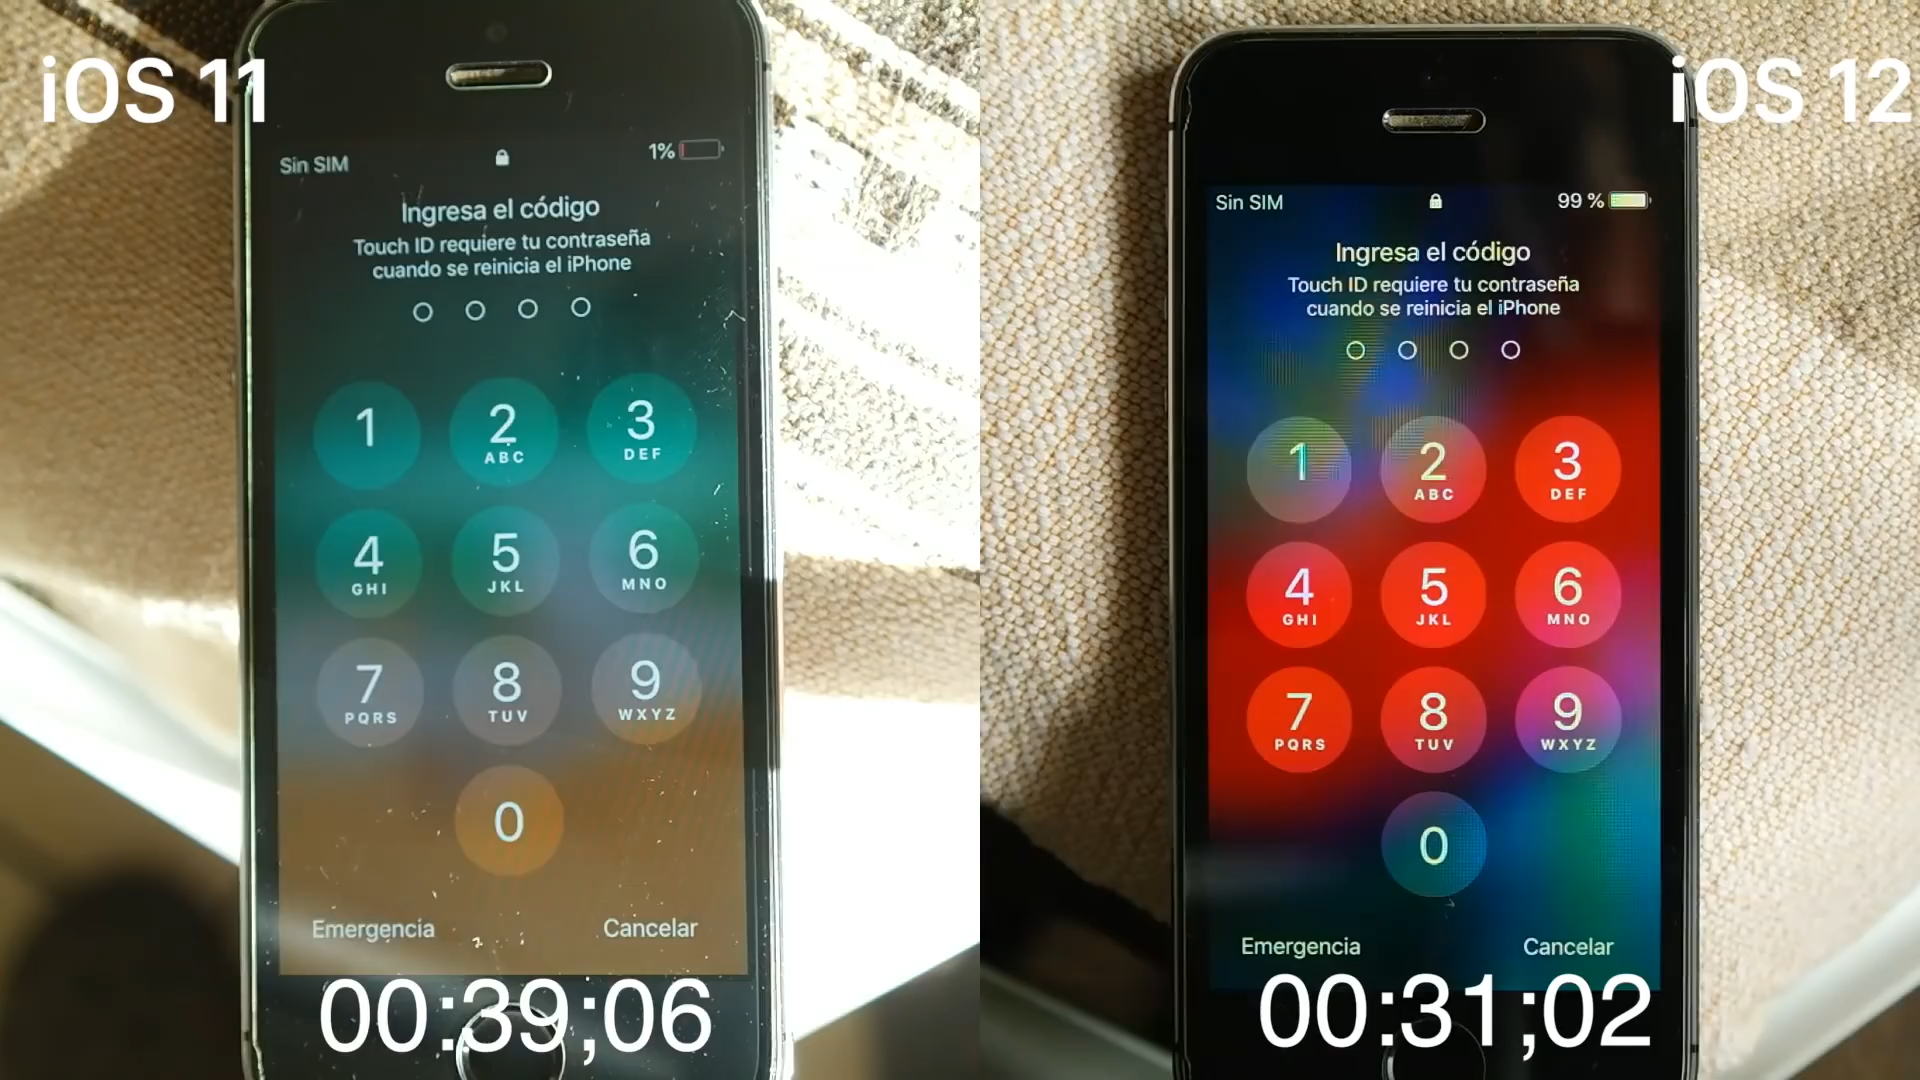 iOS 11
Sin SIM
1%
Ingresa el código
Touch ID requiere tu contraseña
cuando se reinicia el iPhone
1
2
ABC
3
DEF
4
GHI
5
JKL
6
MNO
7
PQRS
8
TUV
9
WXYZ
0
Emergencia
Cancelar
00:39;06
iOS 12
Sin SIM
99 %
Ingresa el código
Touch ID requiere tu contraseña
cuando se reinicia el iPhone
1
2
ABC
3
DEF
4
GHI
5
JKL
6
MNO
7
PQRS
8
TUV
9
WXYZ
0
Emergencia
Cancelar
00:31;02